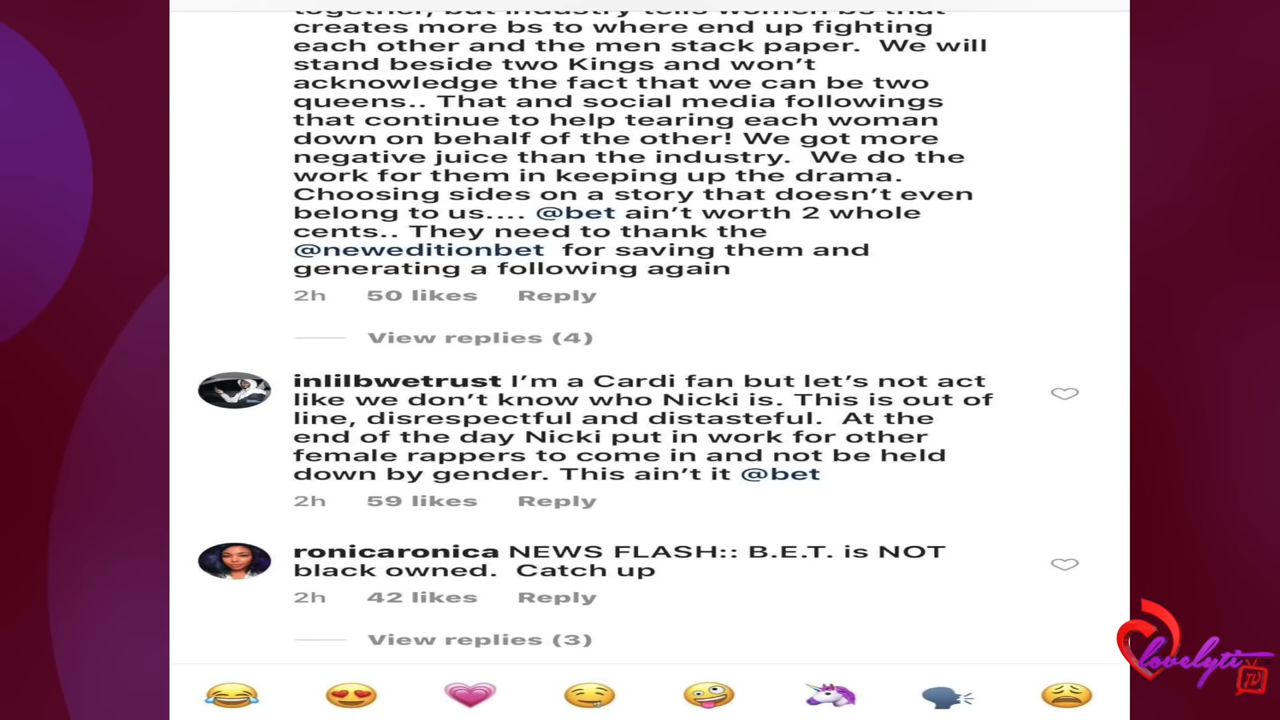 together, but industry tells women bs that
creates more bs to where end up fighting
each other and the men stack paper.  We will
stand beside two Kings and won't
acknowledge the fact that we can be two
queens.. That and social media followings
that continue to help tearing each woman
down on behalf of the other! We got more
negative juice than the industry.  We do the
work for them in keeping up the drama.
Choosing sides on a story that doesn't even
belong to us.... @bet ain't worth 2 whole
cents.. They need to thank the
@neweditionbet  for saving them and
generating a following again
2h 50 likes Reply
View replies (4)
inlilbwetrust I'm a Cardi fan but let's not act
like we don't know who Nicki is. This is out of
line, disrespectful and distasteful.  At the
end of the day Nicki put in work for other
female rappers to come in and not be held
down by gender. This ain't it @bet
2h 59 likes Reply
ronicaronica NEWS FLASH:: B.E.T. is NOT
black owned.  Catch up
2h 42 likes Reply
View replies (3)
lovelyti
TV